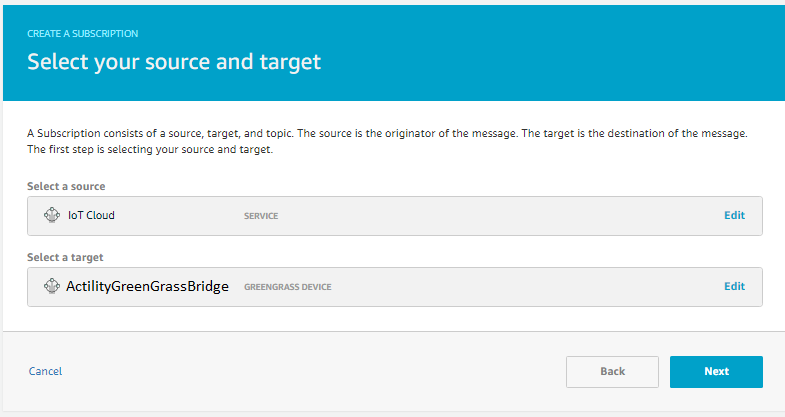 CREATE A SUBSCRIPTION
Select your source and target
A Subscription consists of a source, target, and topic. The source is the originator of the message. The target is the destination of the message.
The first step is selecting your source and target.
Select a source
IoT Cloud SERVICE Edit
Select a target
ActilityGreenGrassBridge GREENGRASS DEVICE Edit
Cancel Back Next